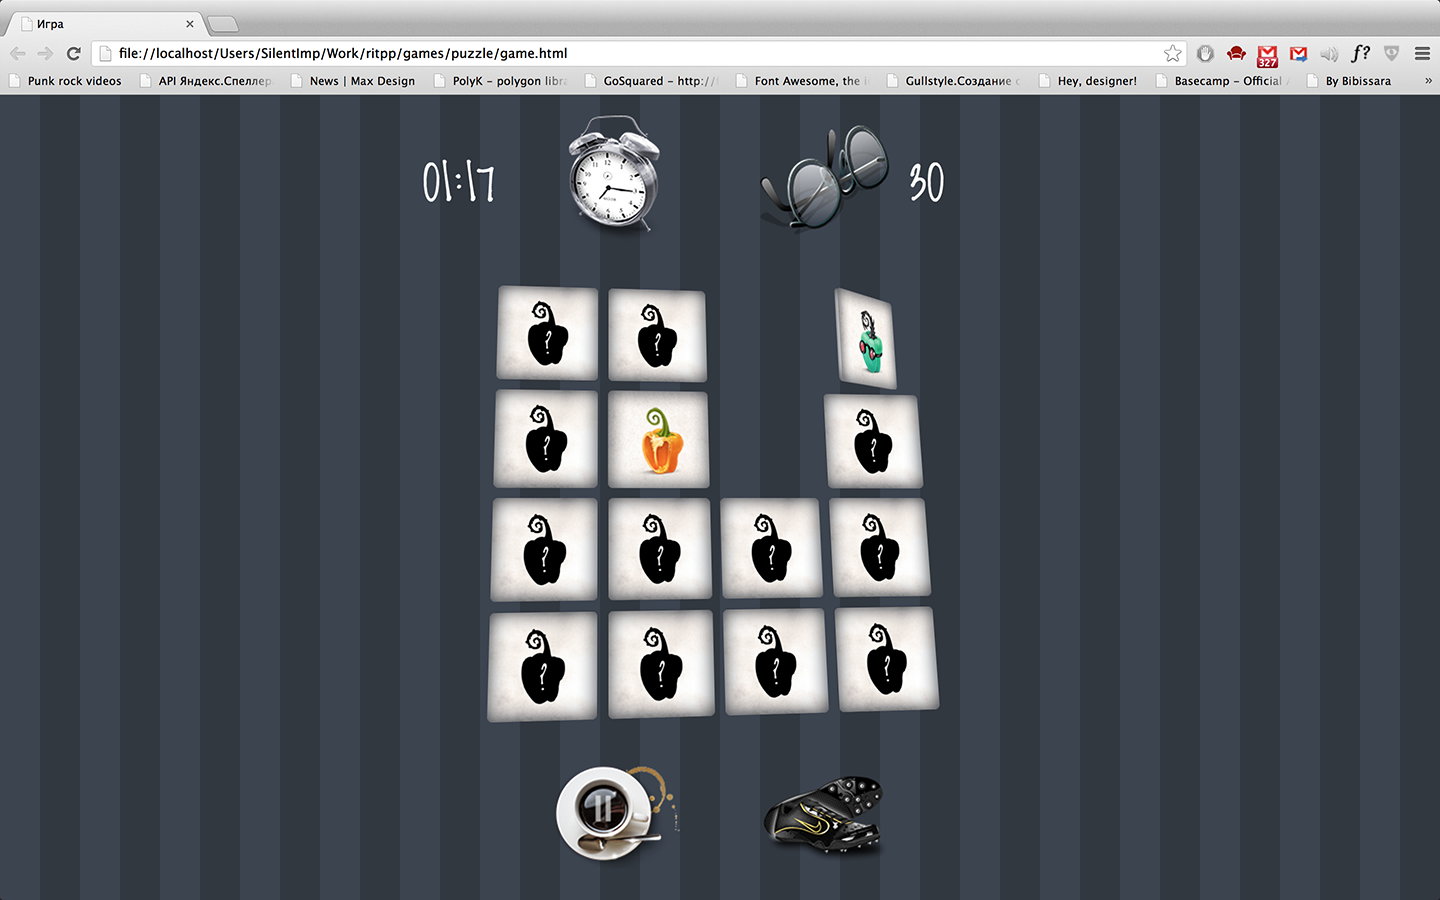 Игра
file://localhost/Users/SilentImp/Work/ritpp/games/puzzle/game.html
f?
327
Punk rock videos
API Яндекс.Спеллер
News | Max Design
PolyK - polygon libra
GoSquared - http://
Font Awesome, the i
Gullstyle.Создание
Hey, designer!
Basecamp - Official
By Bibissara
»
01:17
30
?
?
?
?
?
?
?
?
?
?
?
?